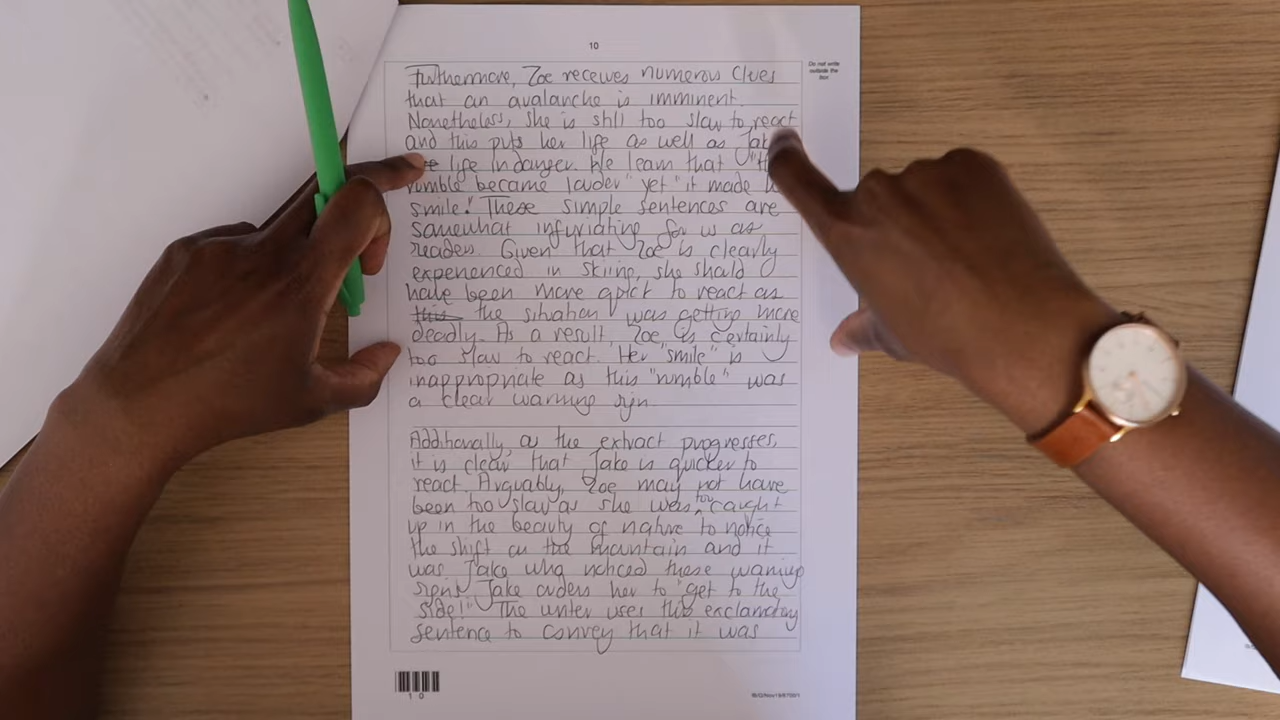 10
Do not write
outside the
box
Furthermore, Zoe receives numerous clues
that an avalanche is imminent.
Nonetheless, she is still too slow to react
and this puts her life as well as
life in danger. We learn that
rumble became louder" yet "it made
smile." These simple sentences are
somewhat infuriating for us as
readers. Given that Zoe is clearly
experienced in skiing, she should
have been more quick to react as
this the situation was getting more
deadly. As a result, Zoe is certainly
too slow to react. Her "smile" is
inappropriate as this "rumble" was
a clear warning sign.
Additionally, as the extract progresses,
it is clear that Jake is quicker to
react. Arguably, Zoe may not have
been too slow as she was too caught
up in the beauty of nature to notice
the shift on the mountain and it
was Jake who noticed these warning
signs. Jake orders her to "get to the
side!" The writer uses this exclamatory
sentence to convey that it was
1 0